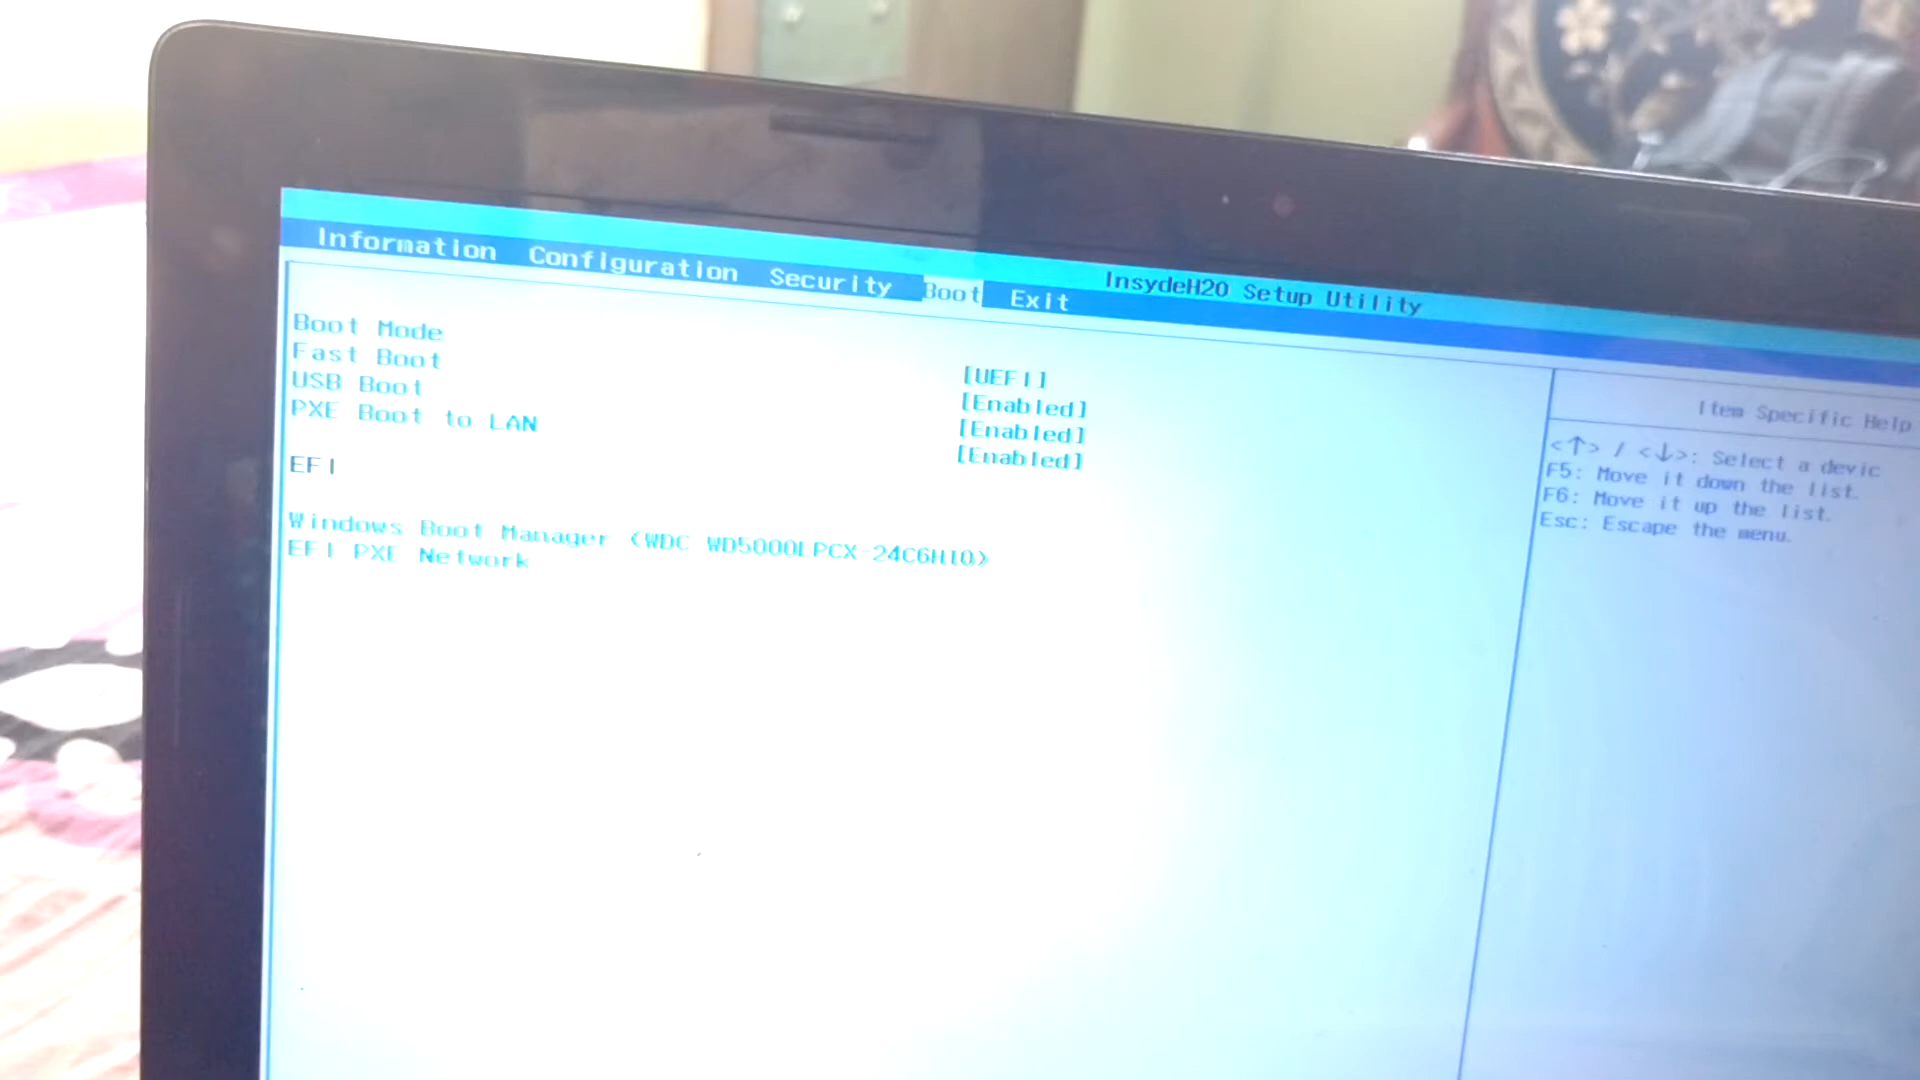 InsydeH20 Setup Utility
Information Configuration Security Boot Exit
Boot Mode [UEFI]
Fast Boot [Enabled]
USB Boot [Enabled]
PXE Boot to LAN [Enabled]
EFI
Windows Boot Manager (WDC WD5000LPCX-24C6HI0)
EFI PXE Network
Item Specific Help
<↑> / <↓>: Select a devic
F5: Move it down the list.
F6: Move it up the list.
Esc: Escape the menu.